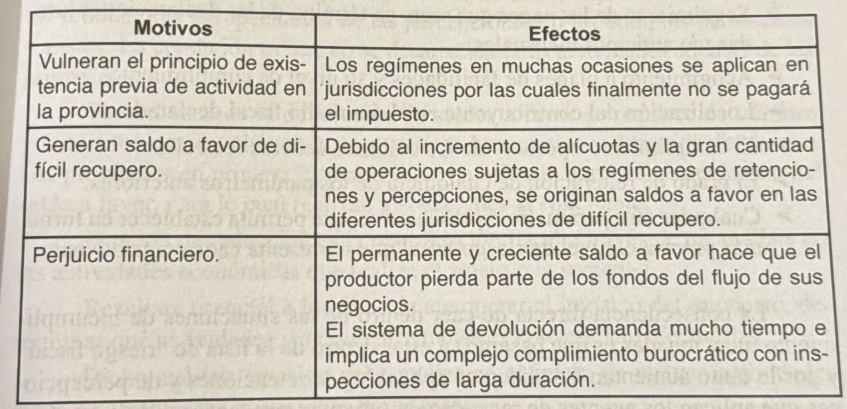 Motivos
Efectos
Vulneran el principio de exis-
tencia previa de actividad en
la provincia.
Los regímenes en muchas ocasiones se aplican en
jurisdicciones por las cuales finalmente no se pagará
el impuesto.
Generan saldo a favor de di-
fícil recupero.
Debido al incremento de alícuotas y la gran cantidad
de operaciones sujetas a los regímenes de retencio-
nes y percepciones, se originan saldos a favor en las
diferentes jurisdicciones de difícil recupero.
Perjuicio financiero.
El permanente y creciente saldo a favor hace que el
productor pierda parte de los fondos del flujo de sus
negocios.
El sistema de devolución demanda mucho tiempo e
implica un complejo complimiento burocrático con ins-
pecciones de larga duración.